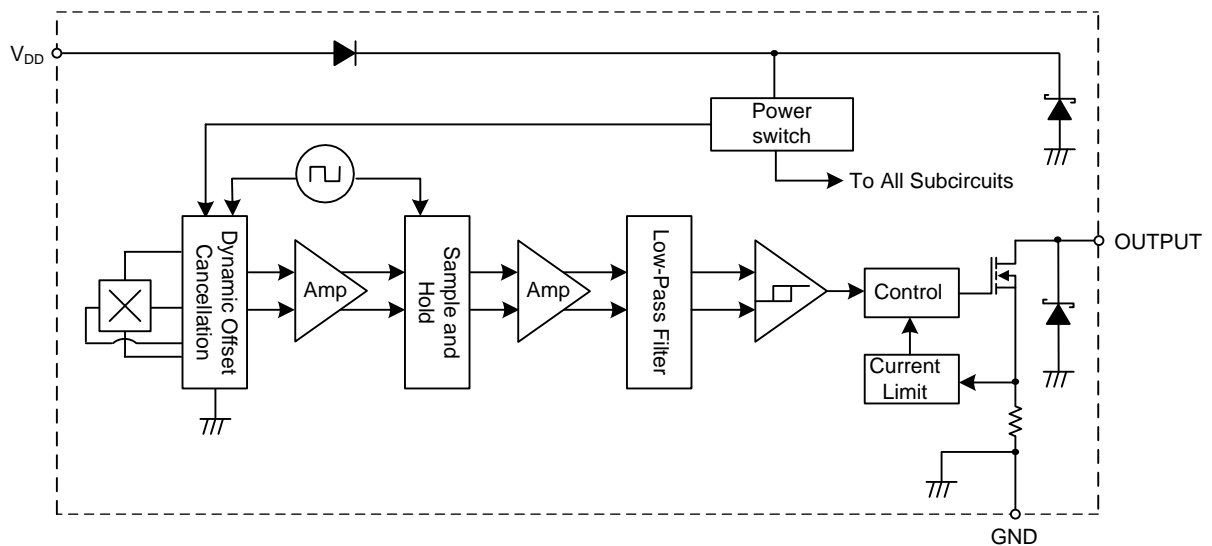 VDD
Power
switch
To All Subcircuits
Dynamic Offset
Cancellation
Amp
Sample and
Hold
Amp
Low-Pass Filter
Control
Current
Limit
OUTPUT
GND